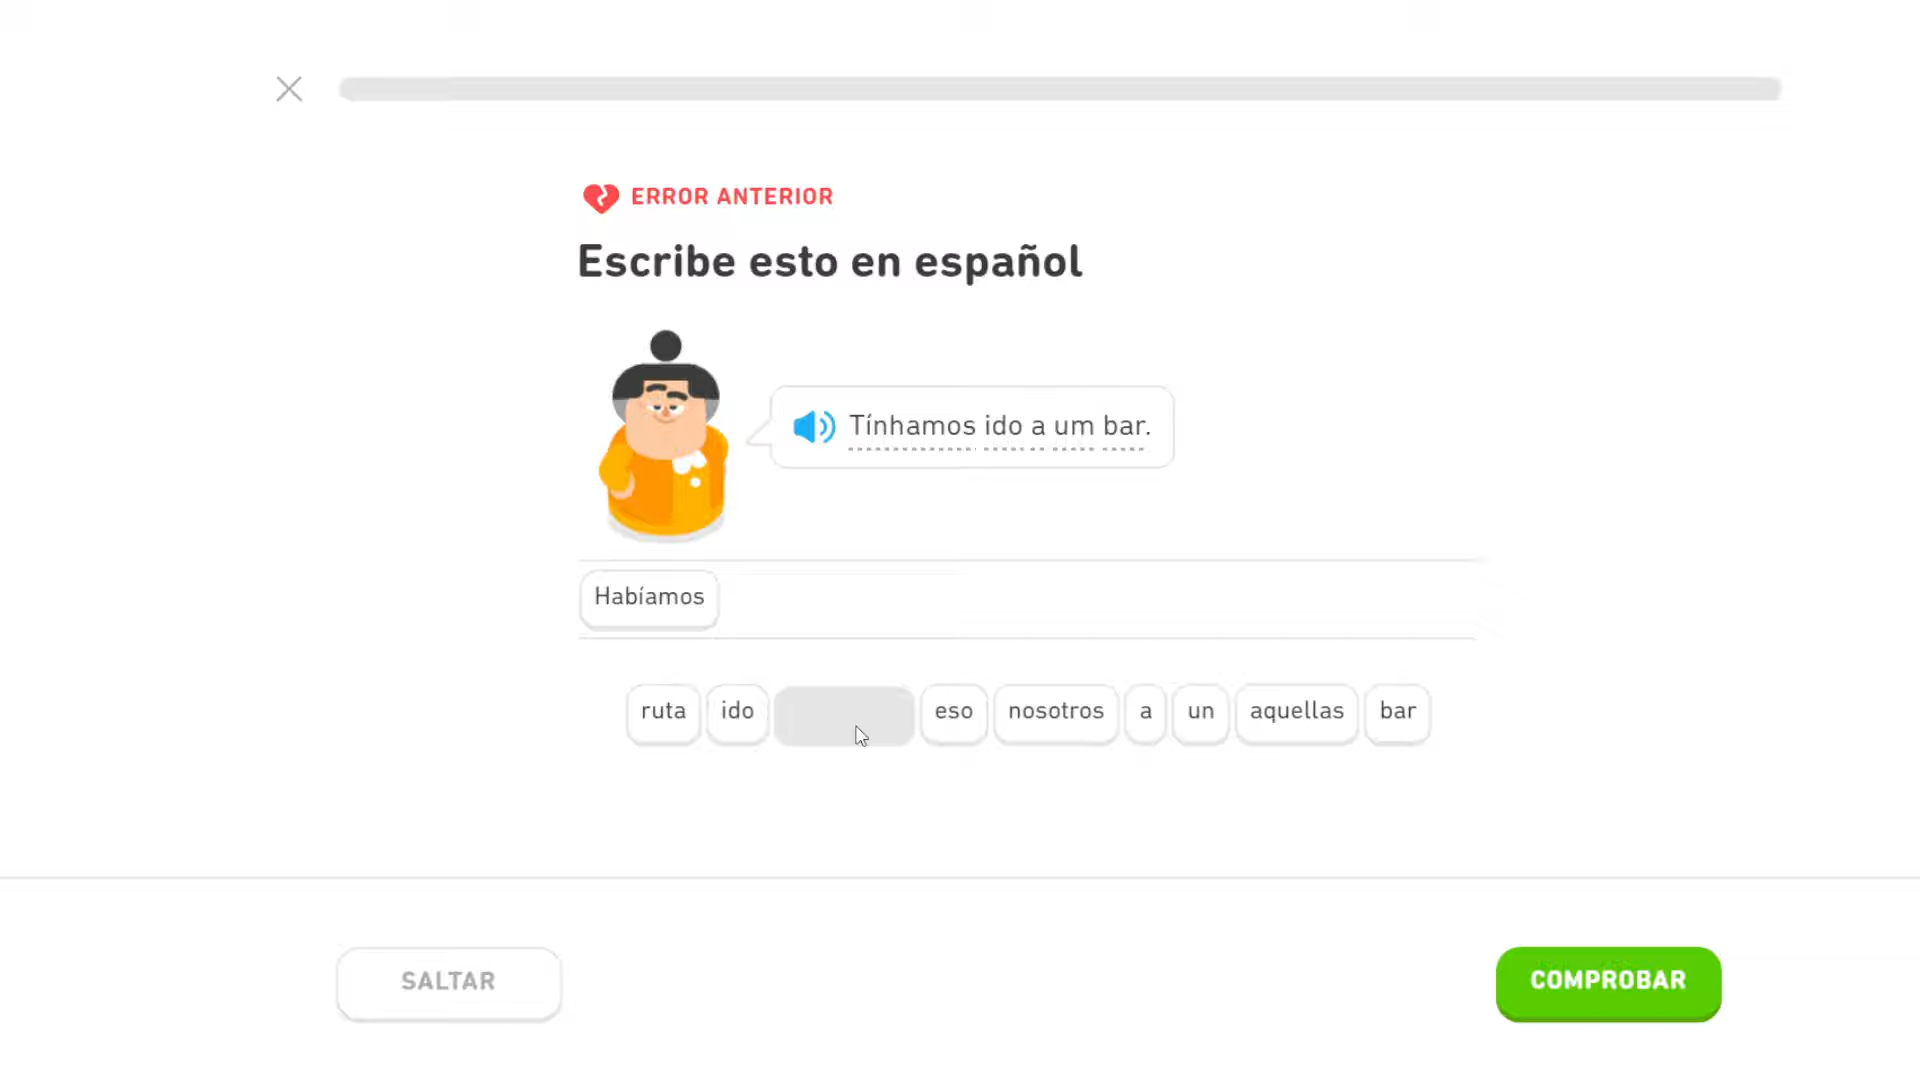 ERROR ANTERIOR
Escribe esto en español
Tínhamos ido a um bar.
Habíamos
ruta ido eso nosotros a un aquellas bar
SALTAR COMPROBAR